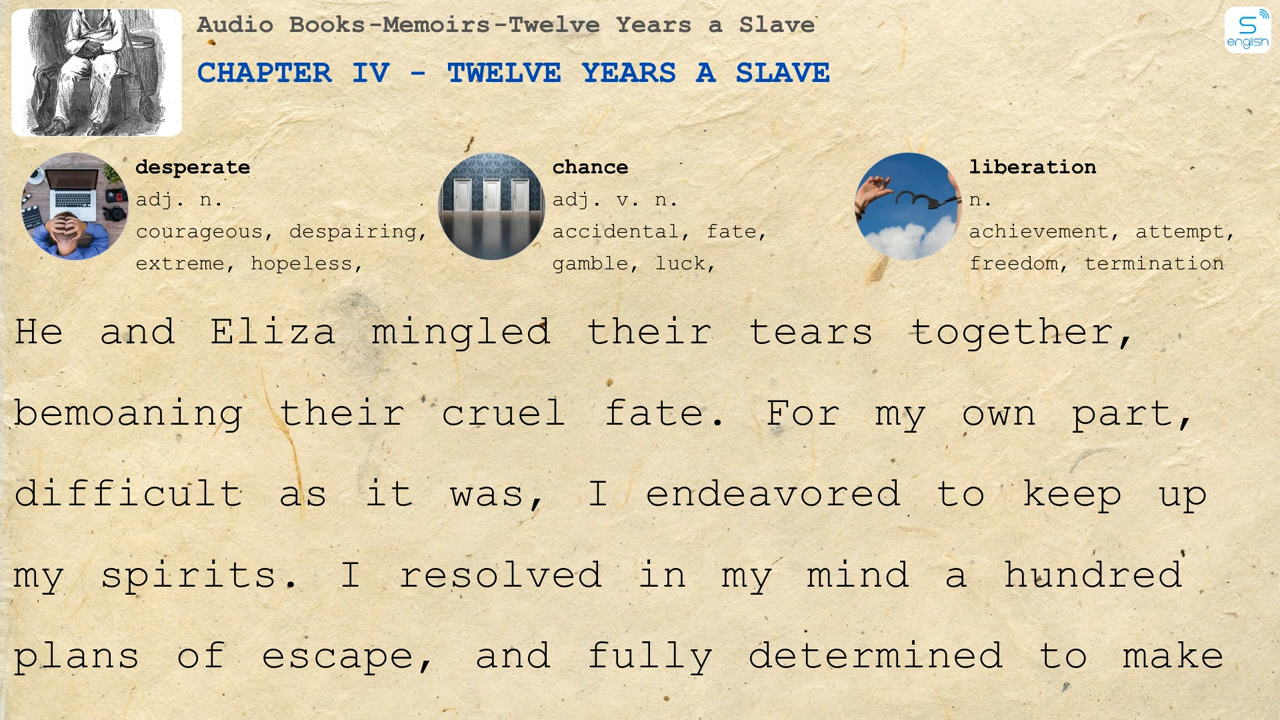 Audio Books-Memoirs-Twelve Years a Slave
CHAPTER IV - TWELVE YEARS A SLAVE
S
english
desperate
adj. n.
courageous, despairing,
extreme, hopeless,
chance
adj. v. n.
accidental, fate,
gamble, luck,
liberation
n.
achievement, attempt,
freedom, termination
He and Eliza mingled their tears together,
bemoaning their cruel fate. For my own part,
difficult as it was, I endeavored to keep up
my spirits. I resolved in my mind a hundred
plans of escape, and fully determined to make